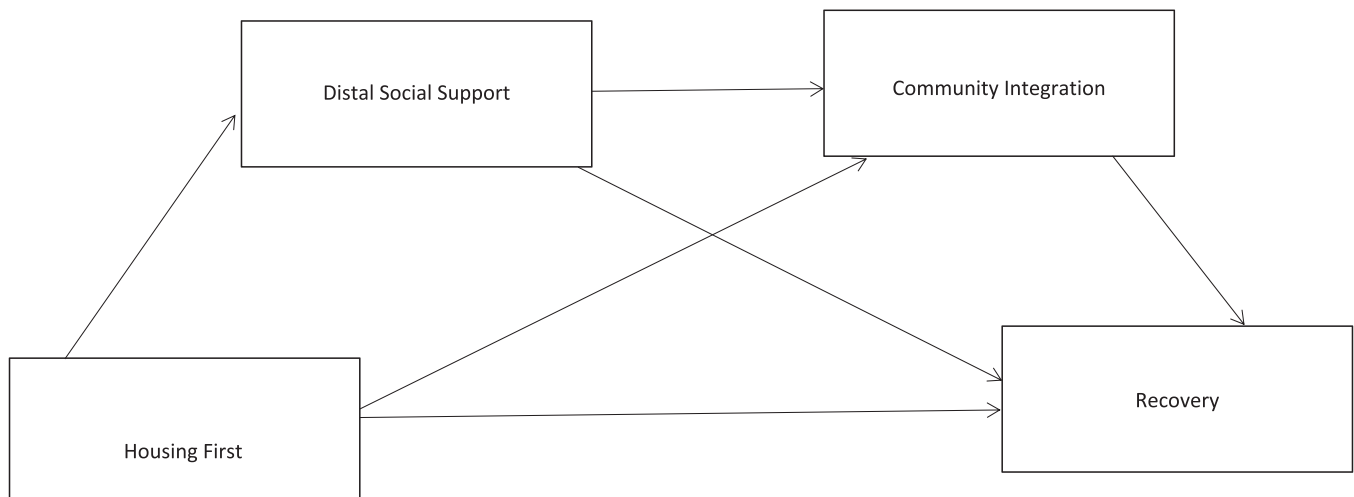 Distal Social Support
Community Integration
Housing First
Recovery